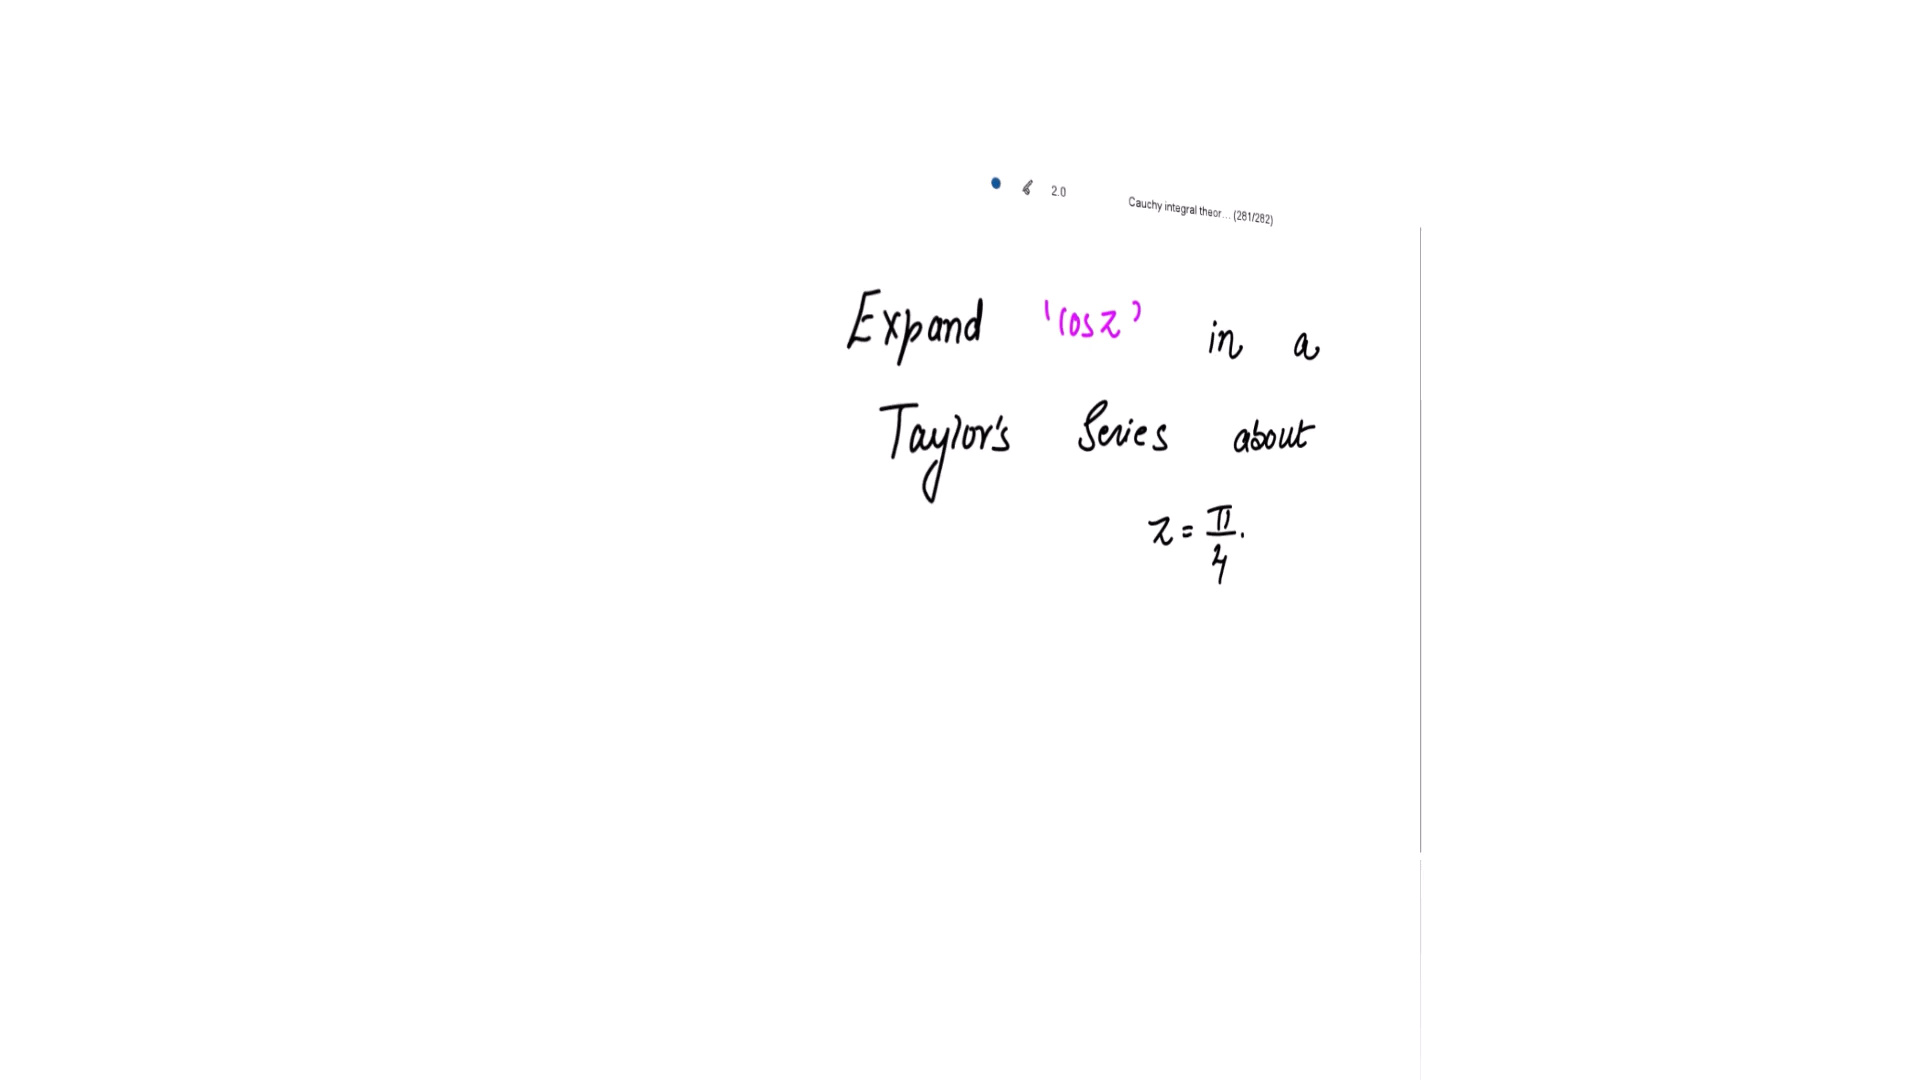 2.0 Cauchy integral theor... (281/282)
Expand 'cos z' in a
Taylor's Series about
z = π/4.